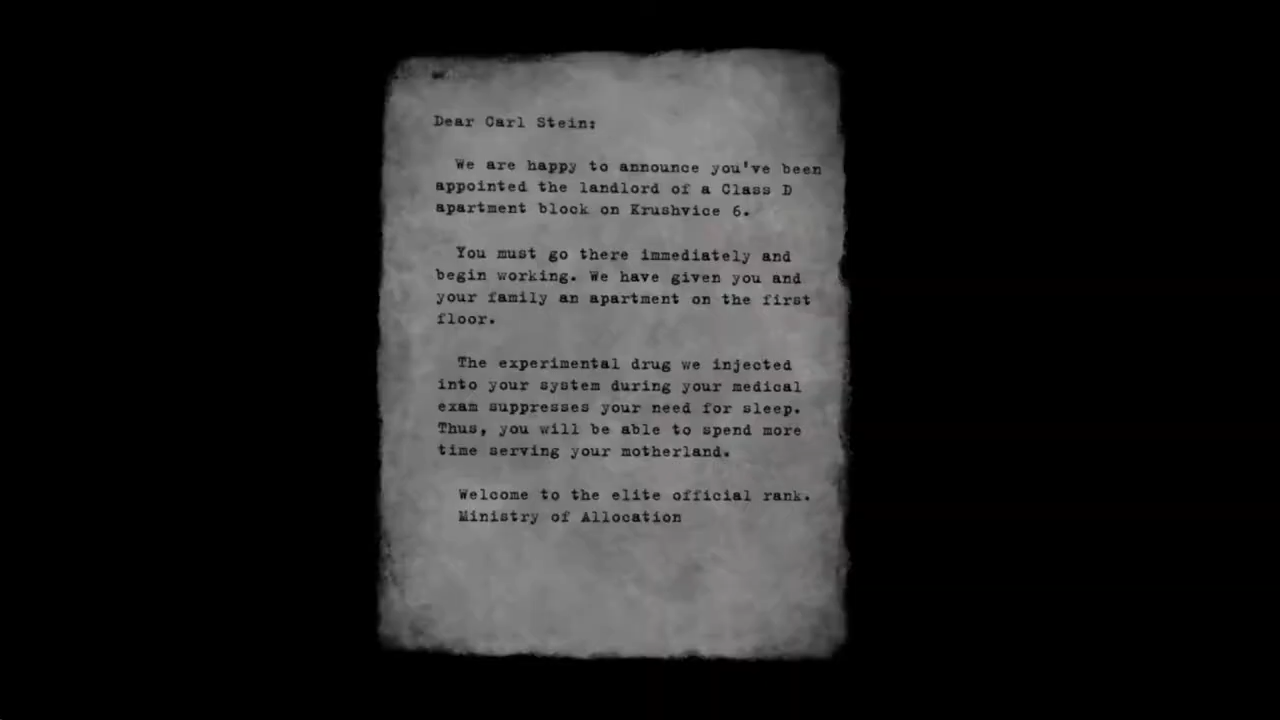 Dear Carl Stein:
We are happy to announce you've been
appointed the landlord of a Class D
apartment block on Krushvice 6.
You must go there immediately and
begin working. We have given you and
your family an apartment on the first
floor.
The experimental drug we injected
into your system during your medical
exam suppresses your need for sleep.
Thus, you will be able to spend more
time serving your motherland.
Welcome to the elite official rank.
Ministry of Allocation